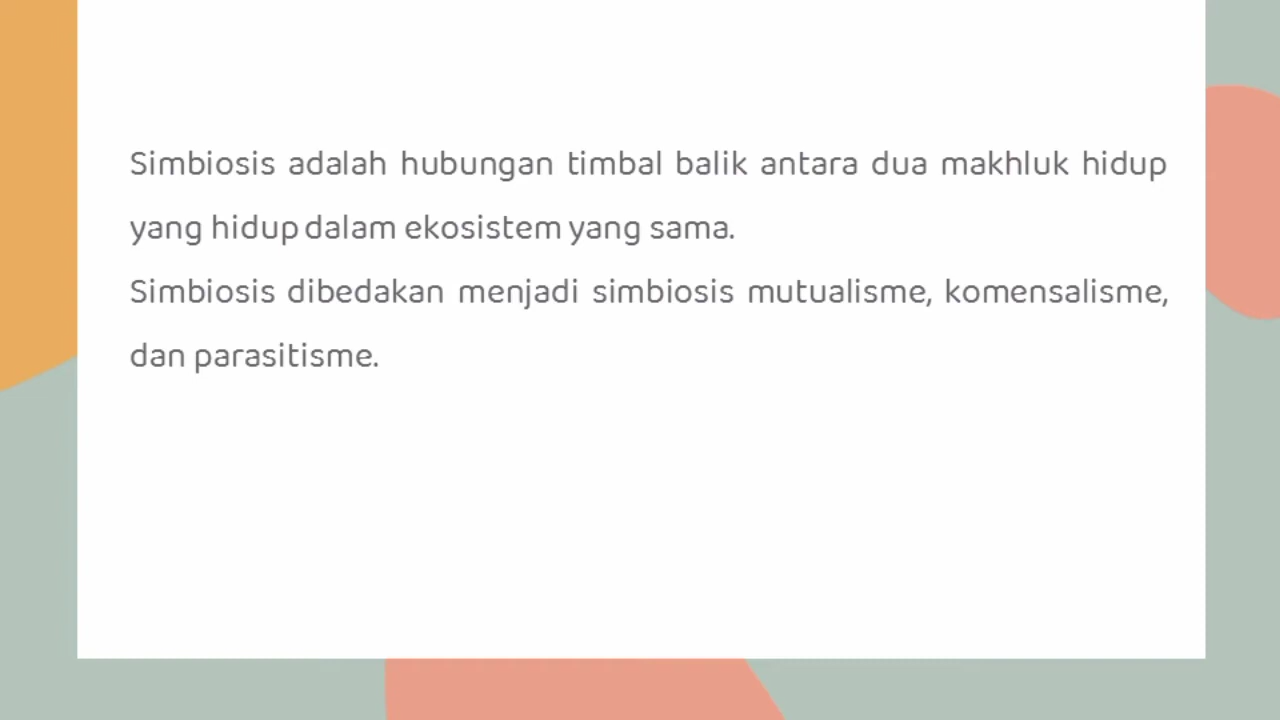 Simbiosis adalah hubungan timbal balik antara dua makhluk hidup
yang hidup dalam ekosistem yang sama.
Simbiosis dibedakan menjadi simbiosis mutualisme, komensalisme,
dan parasitisme.